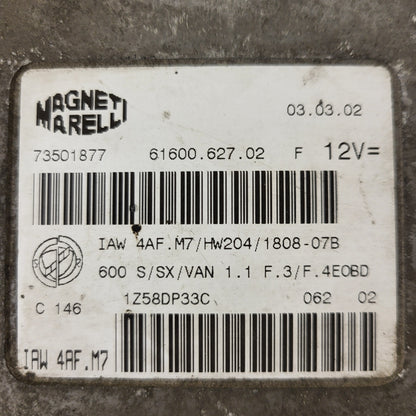 MAGNETI MARELLI
03.03.02
73501877 61600.627.02 F 12V=
IAW 4AF.M7/HW204/1808-07B
600 S/SX/VAN 1.1 F.3/F.4EOBD
C 146 1Z58DP33C 062 02
IAW 4AF.M7